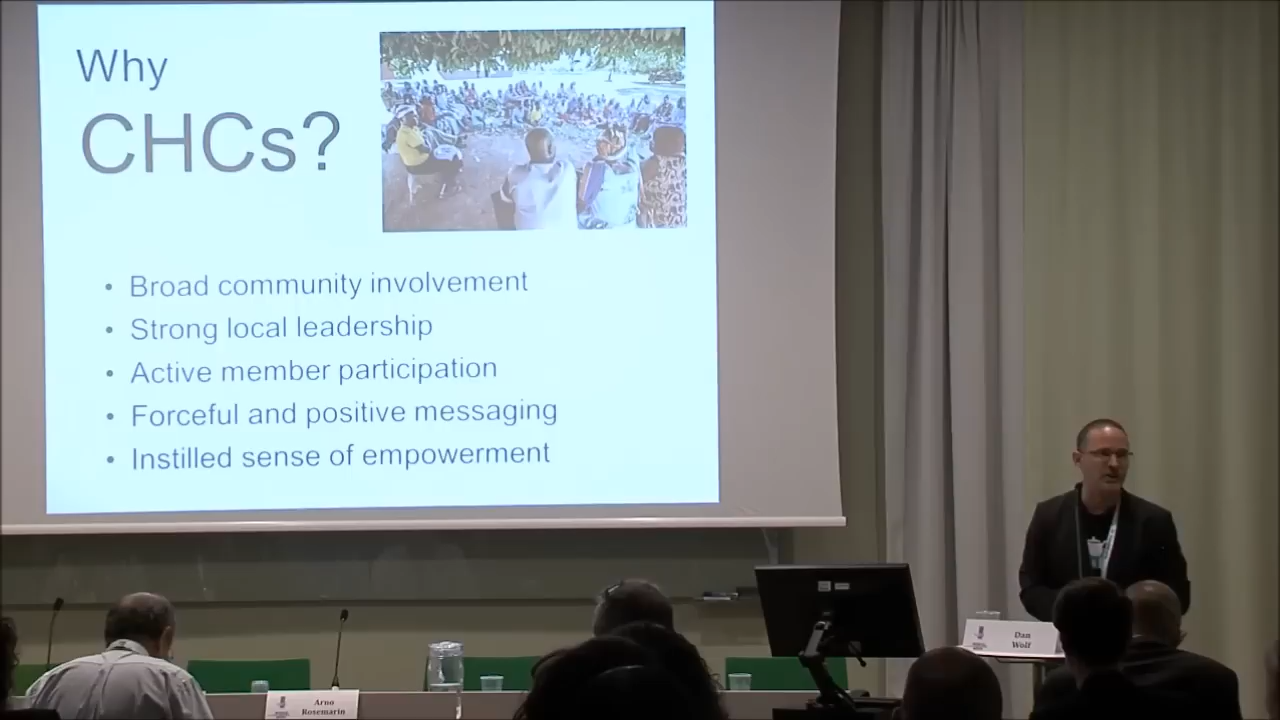 Why
CHCs?
• Broad community involvement
• Strong local leadership
• Active member participation
• Forceful and positive messaging
• Instilled sense of empowerment
Dan
Wolf
Arno
Rosemarin